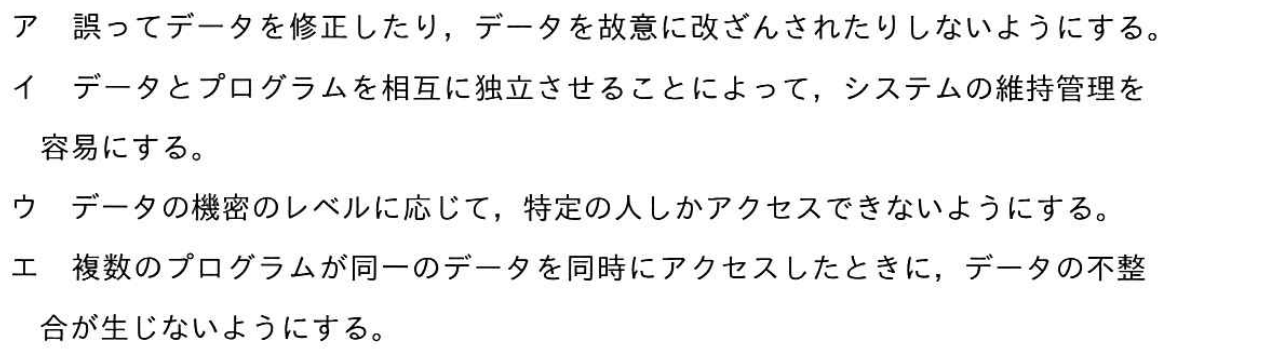 ア　誤ってデータを修正したり，データを故意に改ざんされたりしないようにする。
イ　データとプログラムを相互に独立させることによって，システムの維持管理を
容易にする。
ウ　データの機密のレベルに応じて，特定の人しかアクセスできないようにする。
エ　複数のプログラムが同一のデータを同時にアクセスしたときに，データの不整
合が生じないようにする。